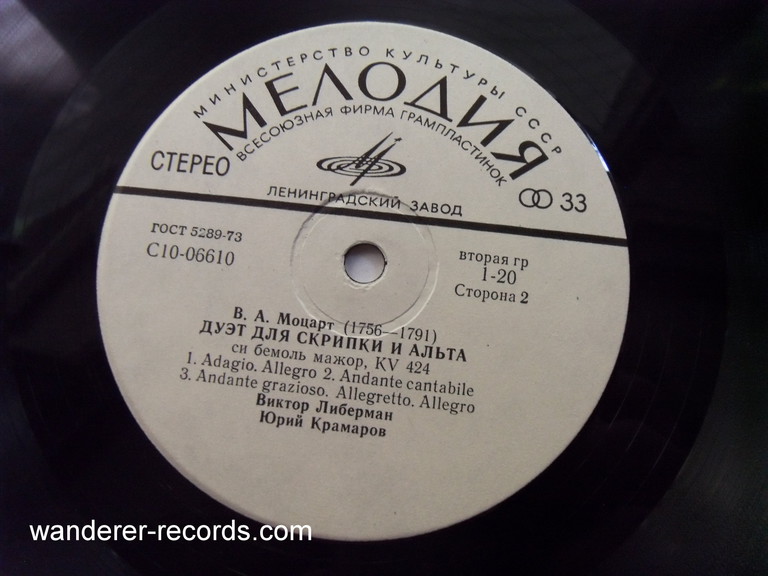 МИНИСТЕРСТВО КУЛЬТУРЫ СССР
МЕЛОДИЯ
ВСЕСОЮЗНАЯ ФИРМА ГРАМПЛАСТИНОК
СТЕРЕО
33
ЛЕНИНГРАДСКИЙ ЗАВОД
ГОСТ 5289-73
С10-06610
вторая гр
1-20
Сторона 2
В. А. Моцарт (1756—1791)
ДУЭТ ДЛЯ СКРИПКИ И АЛЬТА
си бемоль мажор, KV 424
1. Adagio. Allegro 2. Andante cantabile
3. Andante grazioso. Allegretto. Allegro
Виктор Либерман
Юрий Крамаров
wanderer-records.com